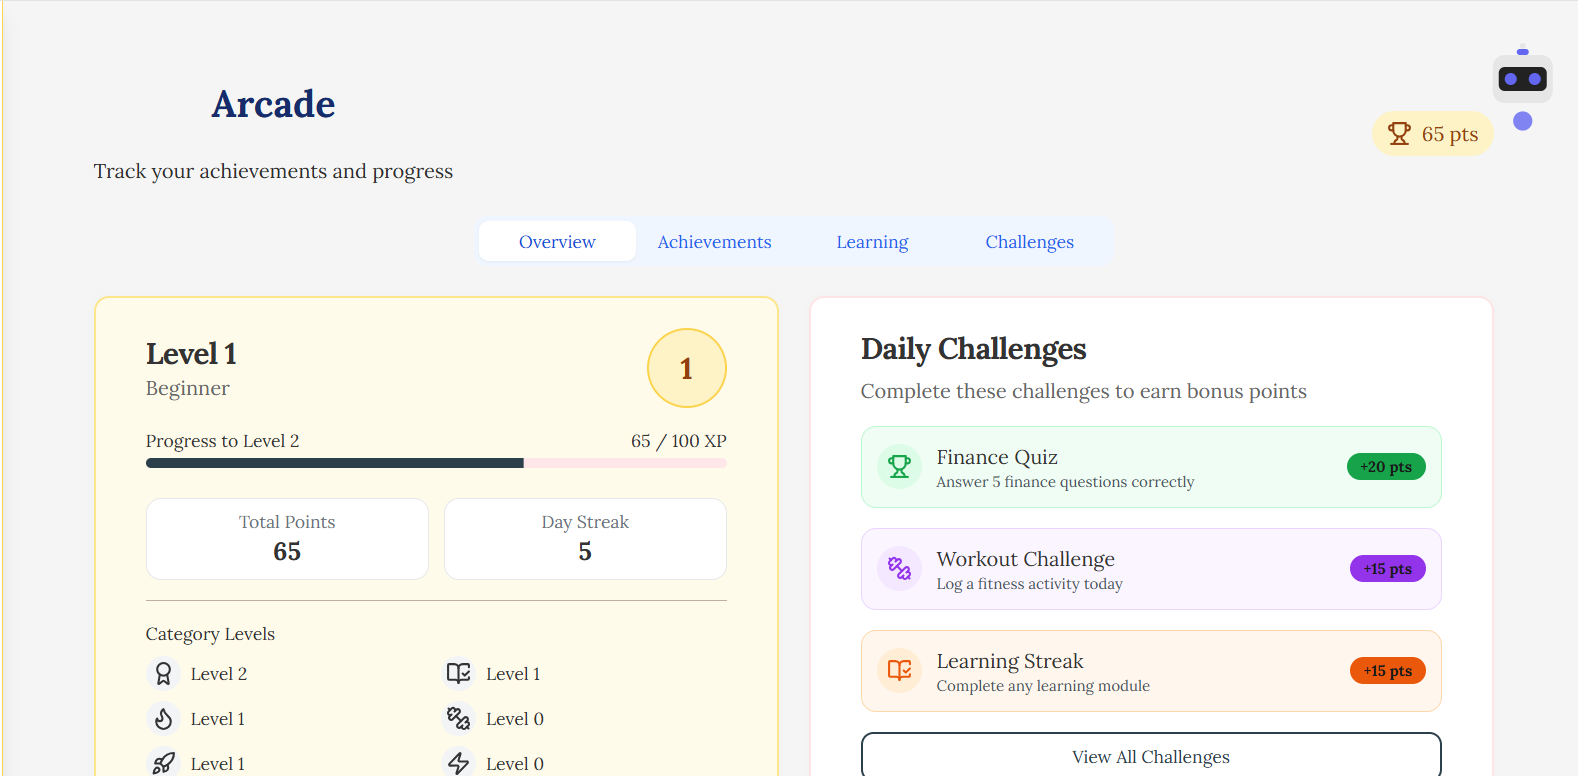 Arcade
65 pts
Track your achievements and progress
Overview
Achievements
Learning
Challenges
Level 1
1
Beginner
Progress to Level 2
65 / 100 XP
Total Points
65
Day Streak
5
Category Levels
Level 2
Level 1
Level 1
Level 0
Level 1
Level 0
Daily Challenges
Complete these challenges to earn bonus points
Finance Quiz
Answer 5 finance questions correctly
+20 pts
Workout Challenge
Log a fitness activity today
+15 pts
Learning Streak
Complete any learning module
+15 pts
View All Challenges